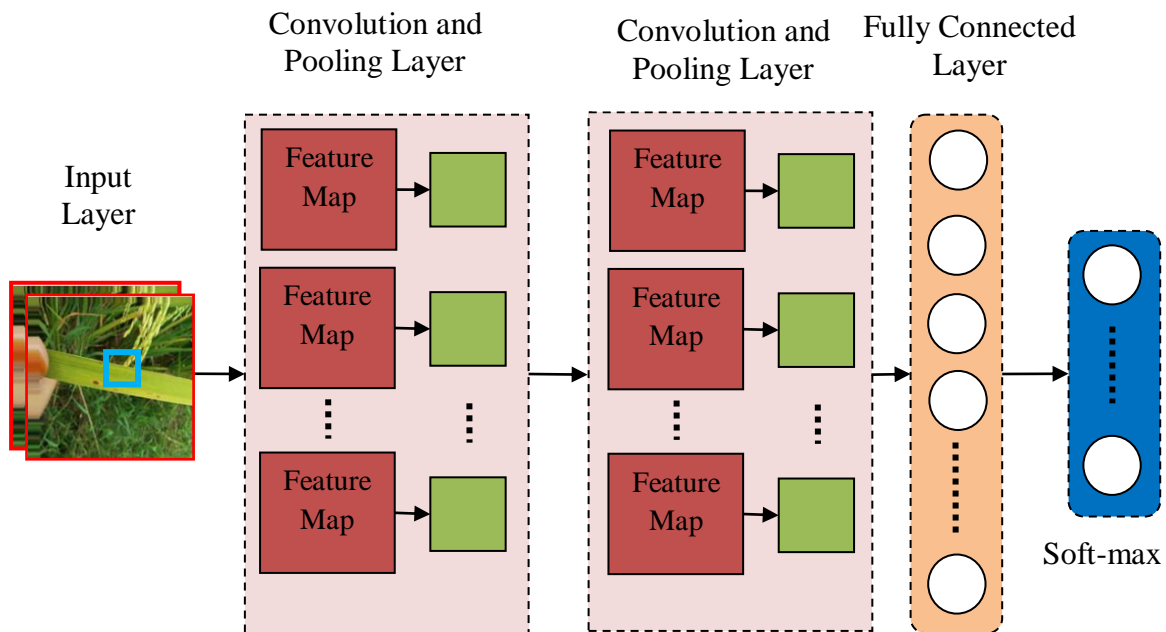 Convolution and
Pooling Layer
Convolution and
Pooling Layer
Fully Connected
Layer
Input
Layer
Feature
Map
Feature
Map
Feature
Map
Feature
Map
Feature
Map
Feature
Map
Soft-max